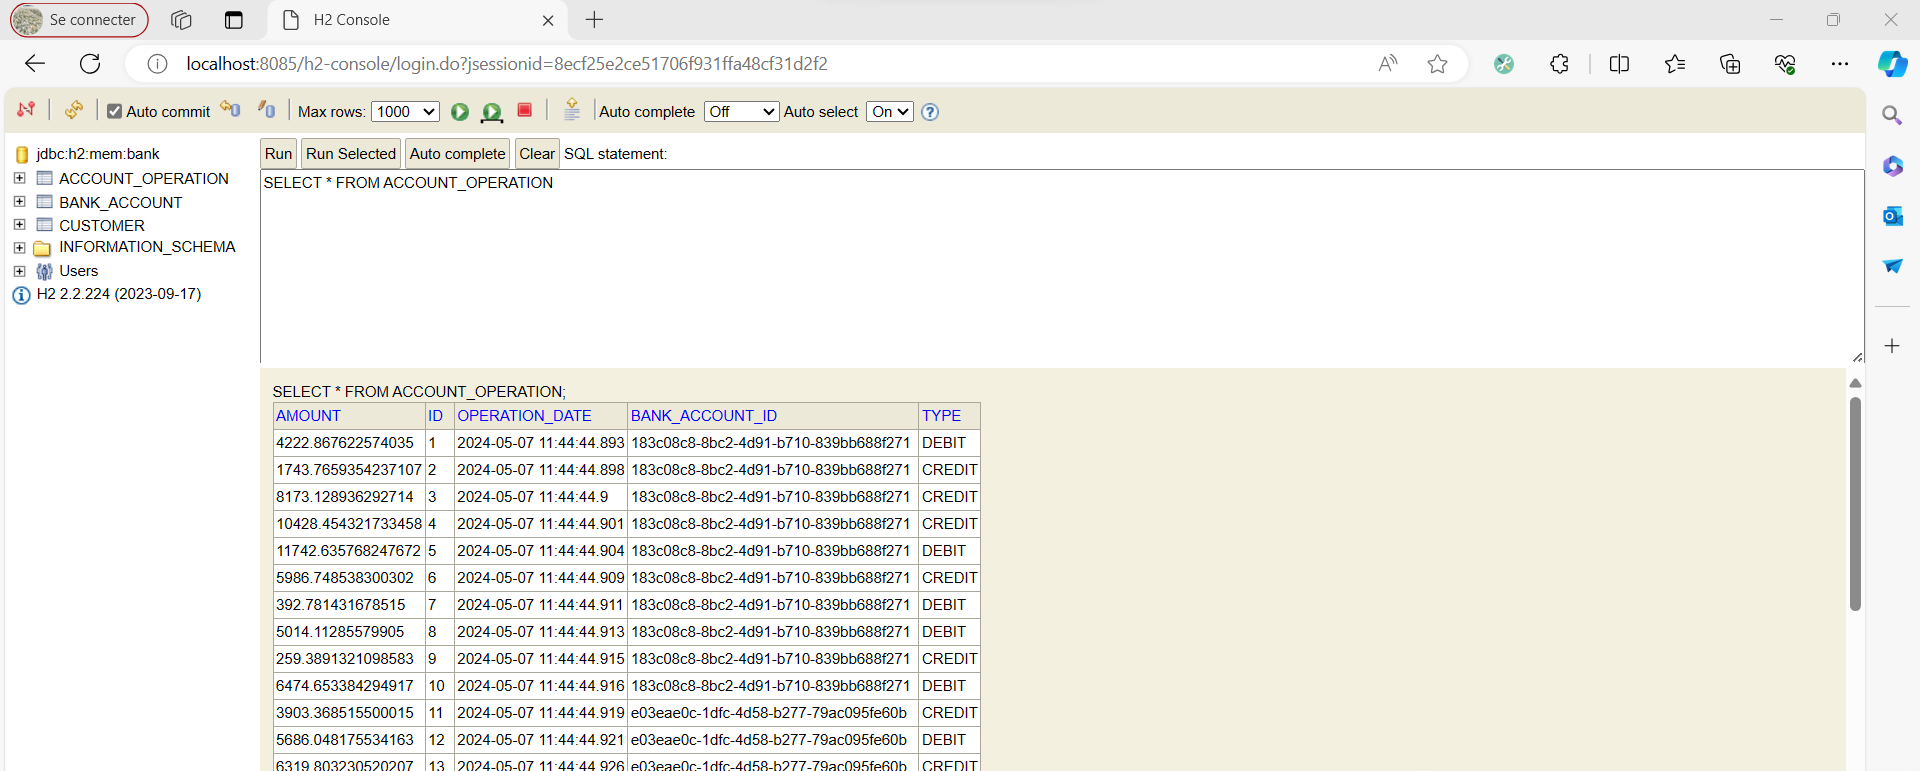 Se connecter
H2 Console
localhost:8085/h2-console/login.do?jsessionid=8ecf25e2ce51706f931ffa48cf31d2f2
Auto commit Max rows: 1000 Auto complete Off Auto select On
jdbc:h2:mem:bank
ACCOUNT_OPERATION
BANK_ACCOUNT
CUSTOMER
INFORMATION_SCHEMA
Users
H2 2.2.224 (2023-09-17)
Run Run Selected Auto complete Clear SQL statement:
SELECT * FROM ACCOUNT_OPERATION
SELECT * FROM ACCOUNT_OPERATION;
AMOUNT ID OPERATION_DATE BANK_ACCOUNT_ID TYPE
4222.867622574035 1 2024-05-07 11:44:44.893 183c08c8-8bc2-4d91-b710-839bb688f271 DEBIT
1743.7659354237107 2 2024-05-07 11:44:44.898 183c08c8-8bc2-4d91-b710-839bb688f271 CREDIT
8173.128936292714 3 2024-05-07 11:44:44.9 183c08c8-8bc2-4d91-b710-839bb688f271 CREDIT
10428.454321733458 4 2024-05-07 11:44:44.901 183c08c8-8bc2-4d91-b710-839bb688f271 CREDIT
11742.635768247672 5 2024-05-07 11:44:44.904 183c08c8-8bc2-4d91-b710-839bb688f271 DEBIT
5986.748538300302 6 2024-05-07 11:44:44.909 183c08c8-8bc2-4d91-b710-839bb688f271 CREDIT
392.781431678515 7 2024-05-07 11:44:44.911 183c08c8-8bc2-4d91-b710-839bb688f271 DEBIT
5014.11285579905 8 2024-05-07 11:44:44.913 183c08c8-8bc2-4d91-b710-839bb688f271 DEBIT
259.3891321098583 9 2024-05-07 11:44:44.915 183c08c8-8bc2-4d91-b710-839bb688f271 CREDIT
6474.653384294917 10 2024-05-07 11:44:44.916 183c08c8-8bc2-4d91-b710-839bb688f271 DEBIT
3903.368515500015 11 2024-05-07 11:44:44.919 e03eae0c-1dfc-4d58-b277-79ac095fe60b CREDIT
5686.048175534163 12 2024-05-07 11:44:44.921 e03eae0c-1dfc-4d58-b277-79ac095fe60b DEBIT
6319.803230520207 13 2024-05-07 11:44:44.926 e03eae0c-1dfc-4d58-b277-79ac095fe60b CREDIT